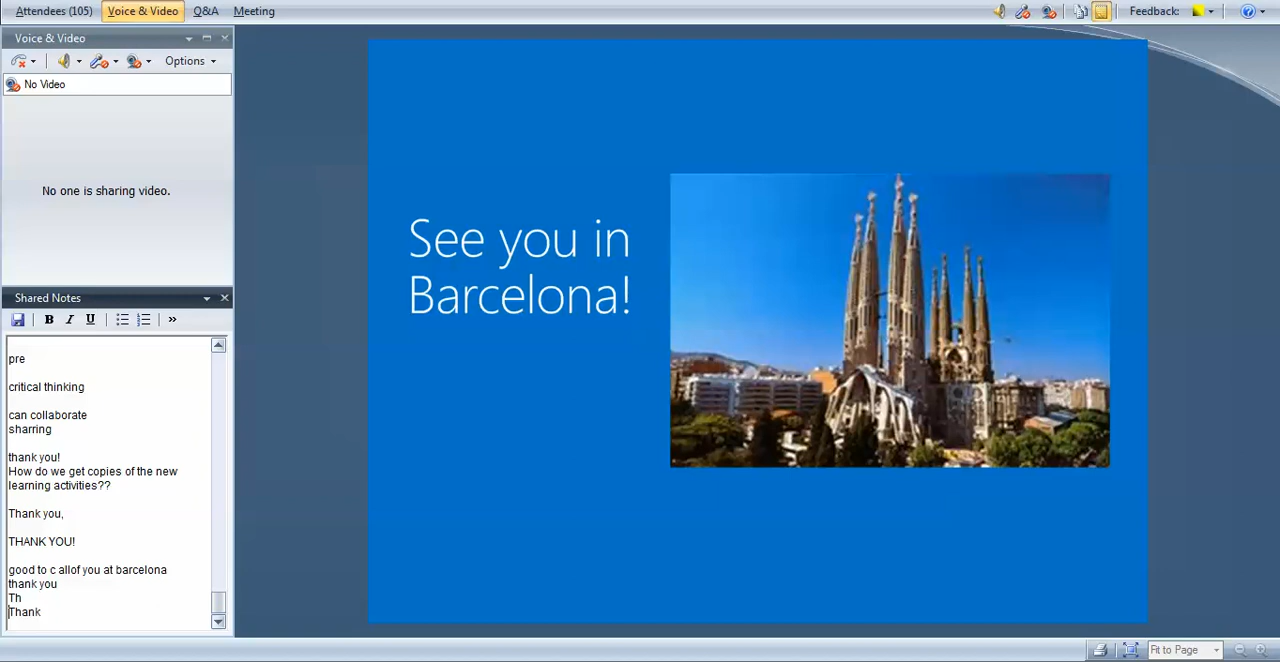 Attendees (105) Voice & Video Q&A Meeting Feedback:
Voice & Video
Options
No Video
No one is sharing video.
Shared Notes
B I U »
pre
critical thinking
can collaborate
sharring
thank you!
How do we get copies of the new
learning activities??
Thank you,
THANK YOU!
good to c allof you at barcelona
thank you
Th
Thank
See you in
Barcelona!
Fit to Page